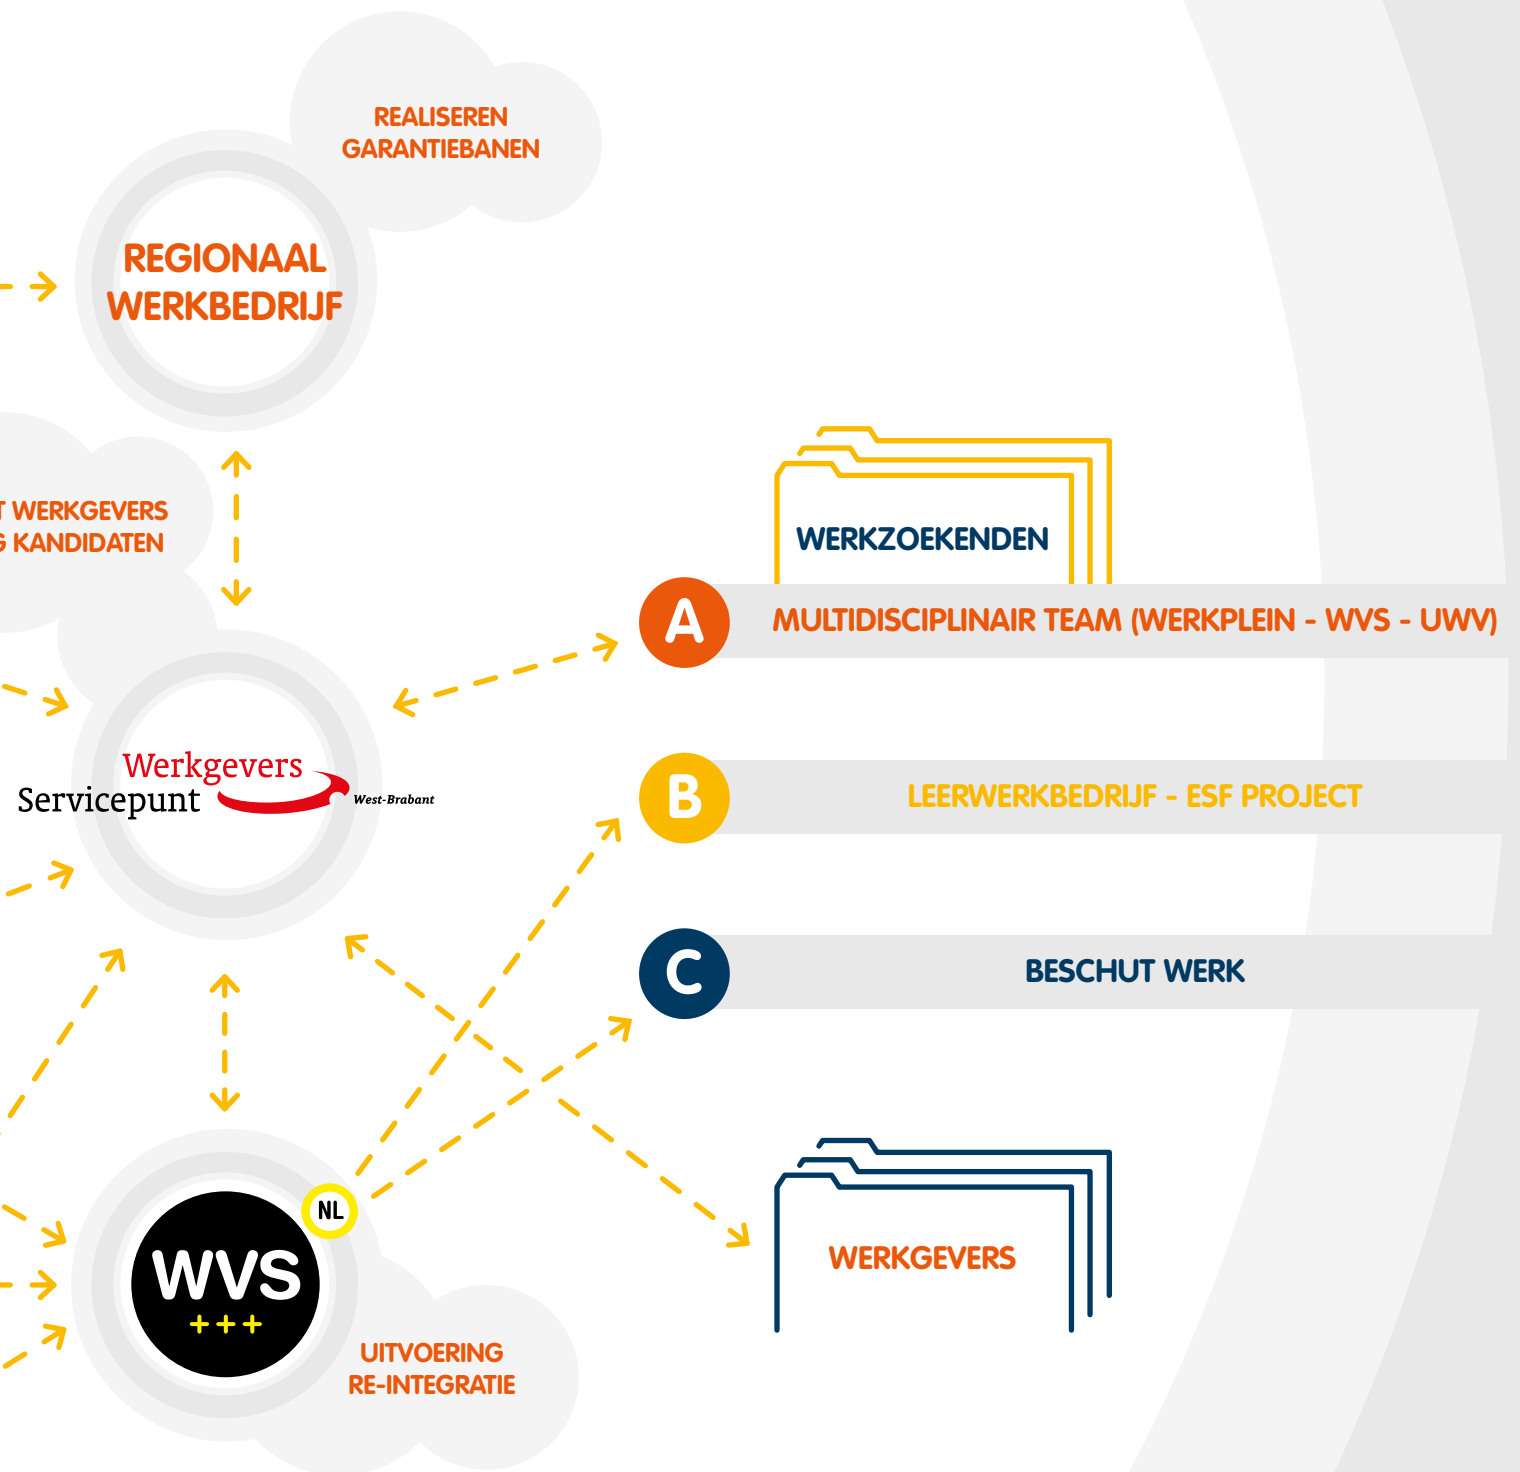 REALISEREN
GARANTIEBANEN
REGIONAAL
WERKBEDRIJF
T WERKGEVERS
G KANDIDATEN
WERKZOEKENDEN
A
MULTIDISCIPLINAIR TEAM (WERKPLEIN - WVS - UWV)
Werkgevers
Servicepunt
West-Brabant
B
LEERWERKBEDRIJF - ESF PROJECT
C
BESCHUT WERK
NL
WVS
+++
WERKGEVERS
UITVOERING
RE-INTEGRATIE